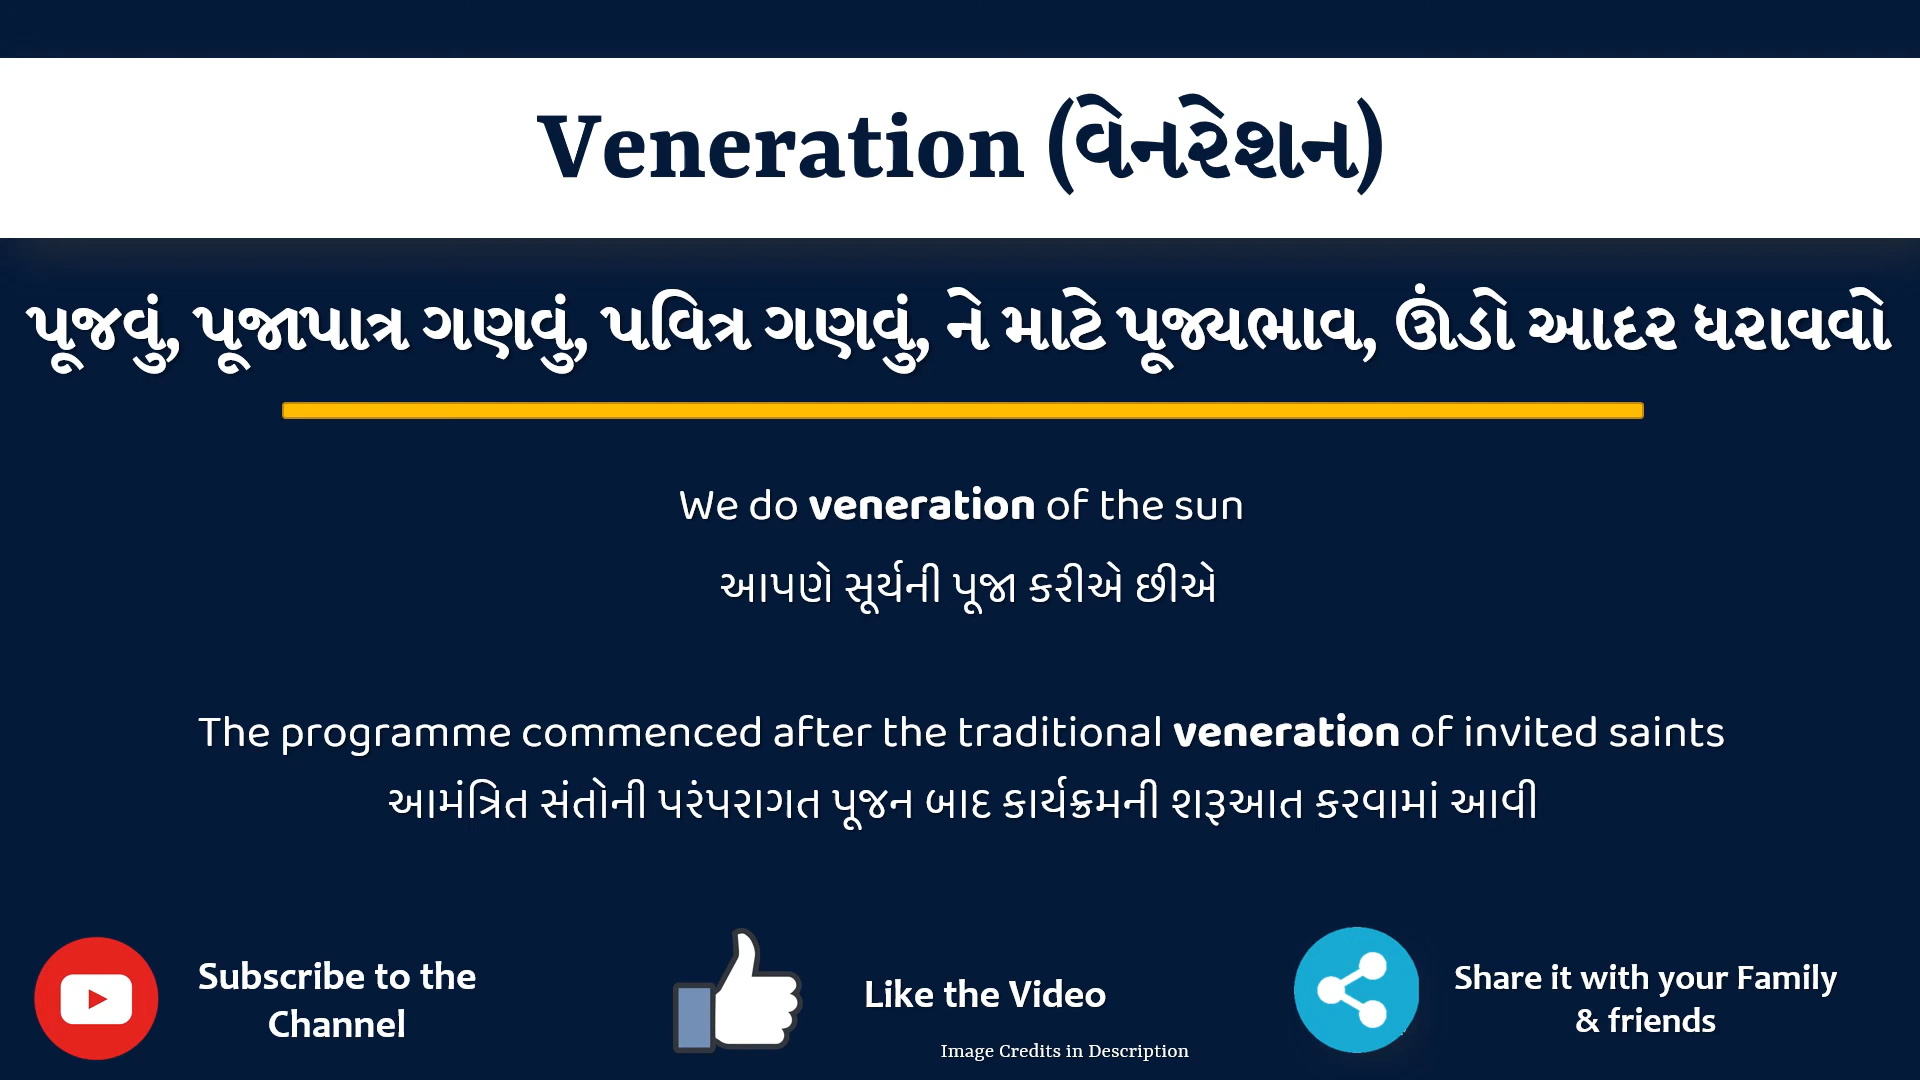 Veneration (વેનરેશન)
પૂજવું, પૂજાપાત્ર ગણવું, પવિત્ર ગણવું, ને માટે પૂજ્યભાવ, ઊંડો આદર ધરાવવો
We do veneration of the sun
આપણે સૂર્યની પૂજા કરીએ છીએ
The programme commenced after the traditional veneration of invited saints
આમંત્રિત સંતોની પરંપરાગત પૂજન બાદ કાર્યક્રમની શરૂઆત કરવામાં આવી
Subscribe to the
Channel
Like the Video
Share it with your Family
& friends
Image Credits in Description